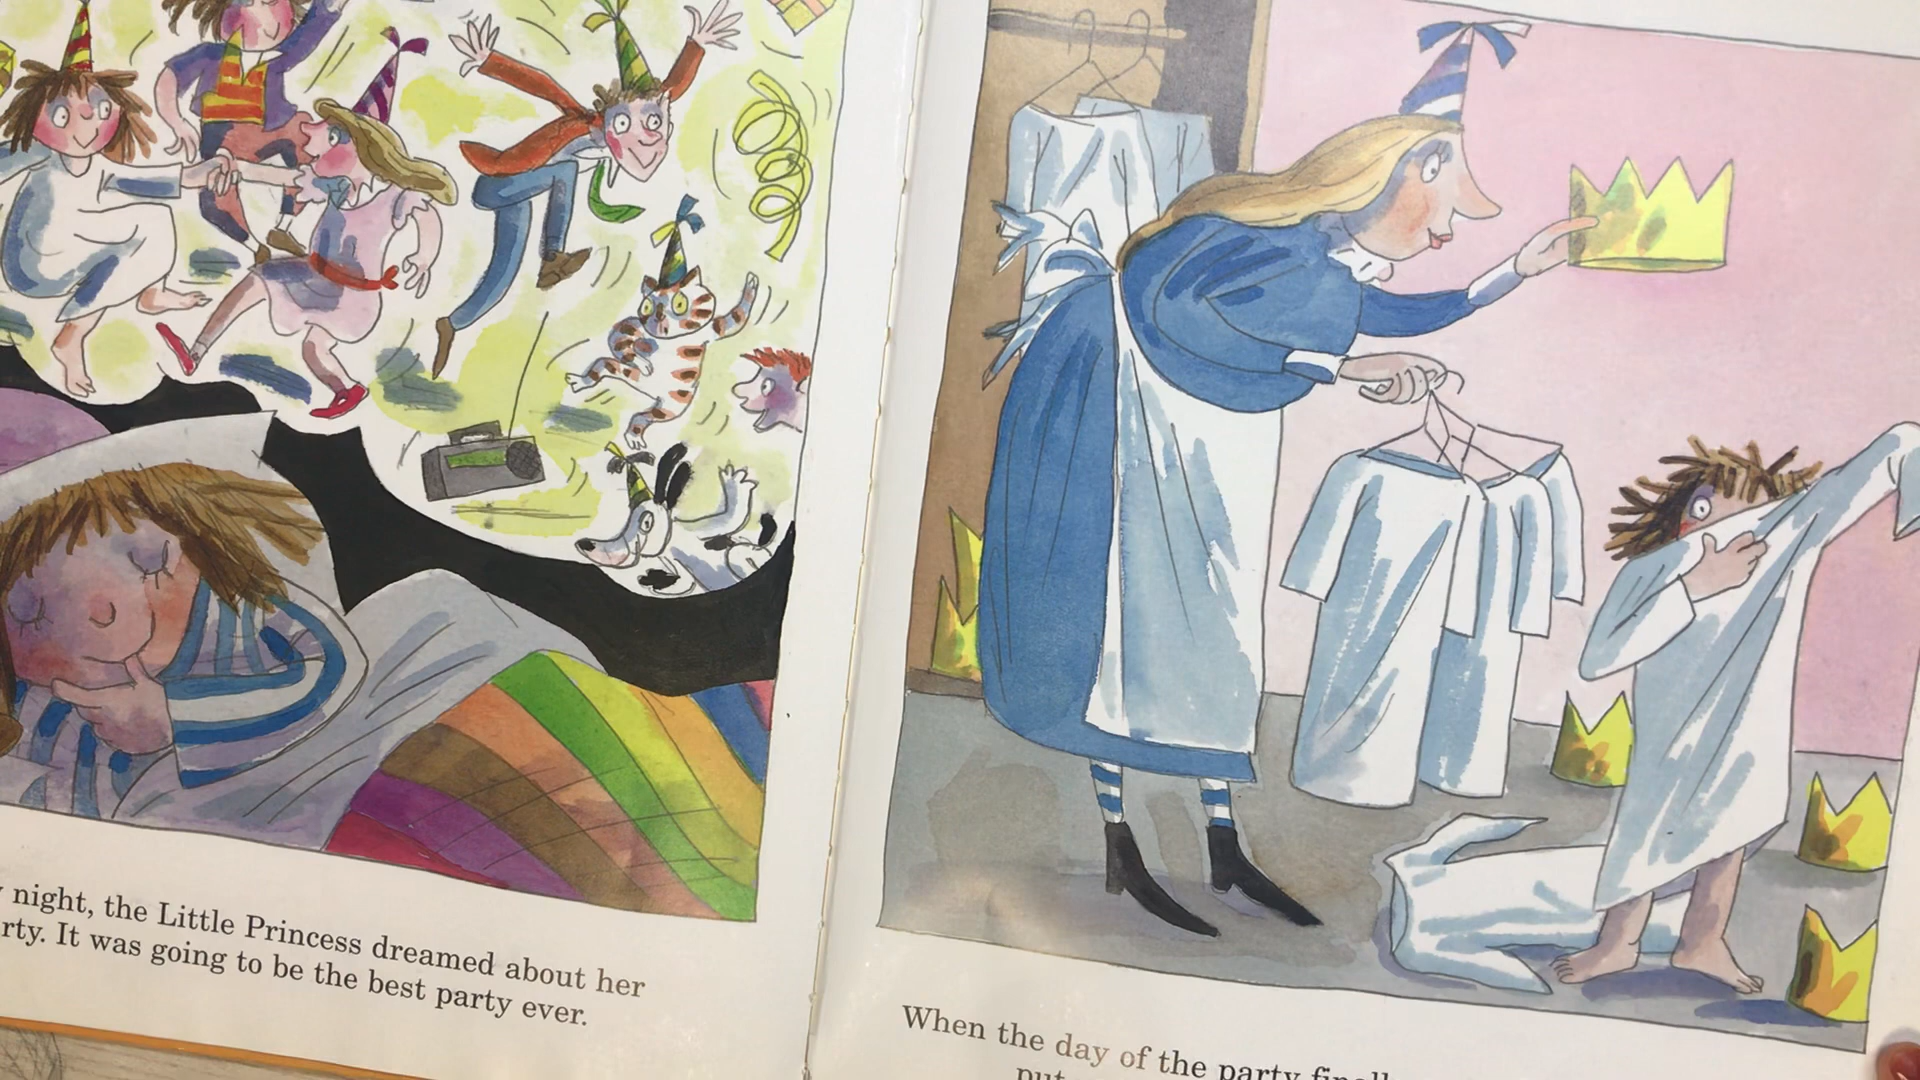 night, the Little Princess dreamed about her
It was going to be the best party ever.
When the day of the party
put